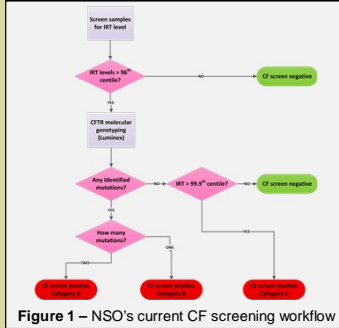 Screen samples
for IRT level
IRT levels > 96th
centile?
NO
CF screen negative
YES
CFTR molecular
genotyping
(Luminex)
Any Identified
mutations?
NO
IRT > 99.9th centile?
NO
CF screen negative
YES
How many
mutations?
ONE
YES
TWO
CF screen positive
Category A
CF screen positive
Category B
CF screen positive
Category C
Figure 1 – NSO's current CF screening workflow